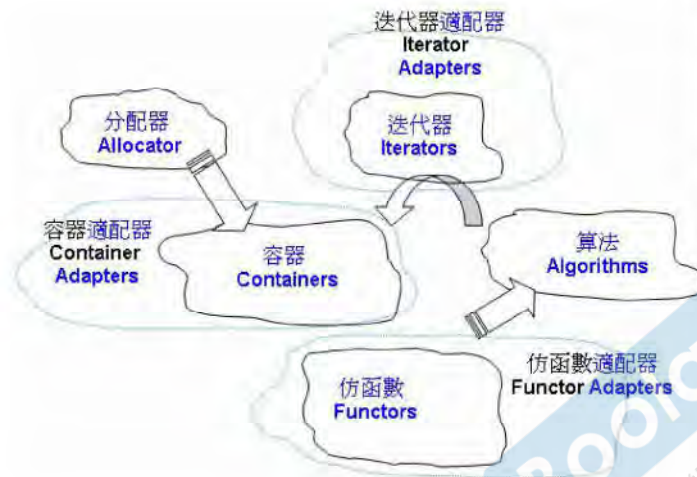 迭代器適配器
Iterator
Adapters
分配器
Allocator
迭代器
Iterators
容器適配器
Container
Adapters
容器
Containers
算法
Algorithms
仿函數
Functors
仿函數適配器
Functor Adapters